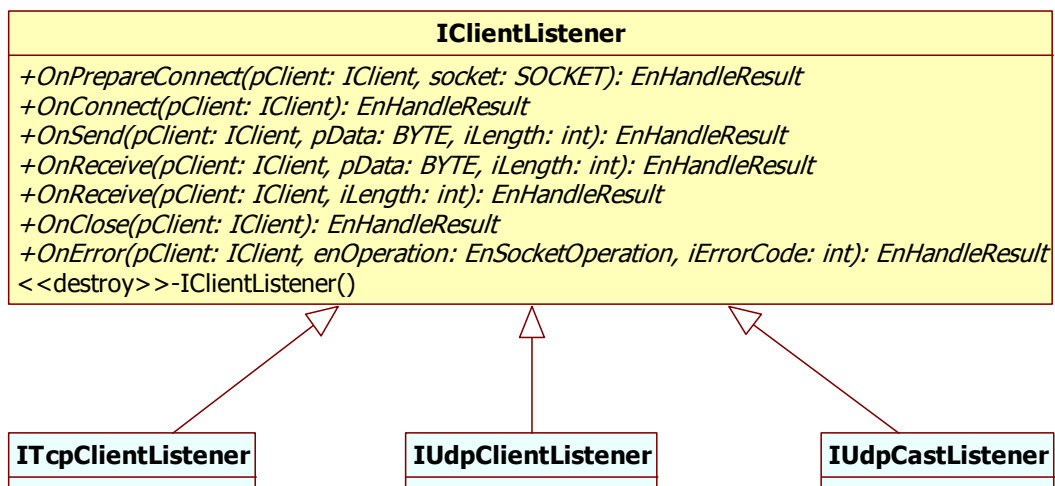 IClientListener
+OnPrepareConnect(pClient: IClient, socket: SOCKET): EnHandleResult
+OnConnect(pClient: IClient): EnHandleResult
+OnSend(pClient: IClient, pData: BYTE, iLength: int): EnHandleResult
+OnReceive(pClient: IClient, pData: BYTE, iLength: int): EnHandleResult
+OnReceive(pClient: IClient, iLength: int): EnHandleResult
+OnClose(pClient: IClient): EnHandleResult
+OnError(pClient: IClient, enOperation: EnSocketOperation, iErrorCode: int): EnHandleResult
<<destroy>>-IClientListener()
ITcpClientListener
IUdpClientListener
IUdpCastListener